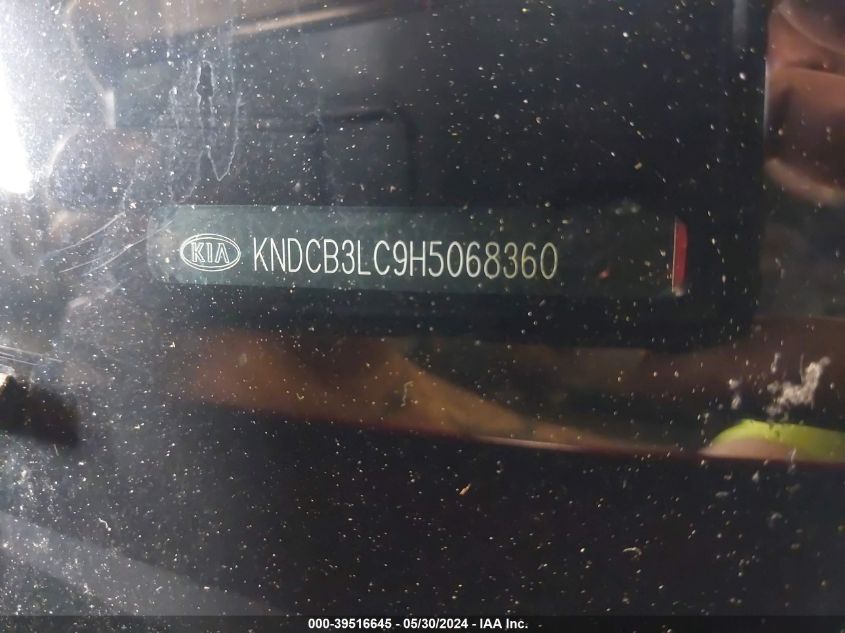 KIA KNDCB3LC9H5068360
000-39516645 - 05/30/2024 - IAA Inc.